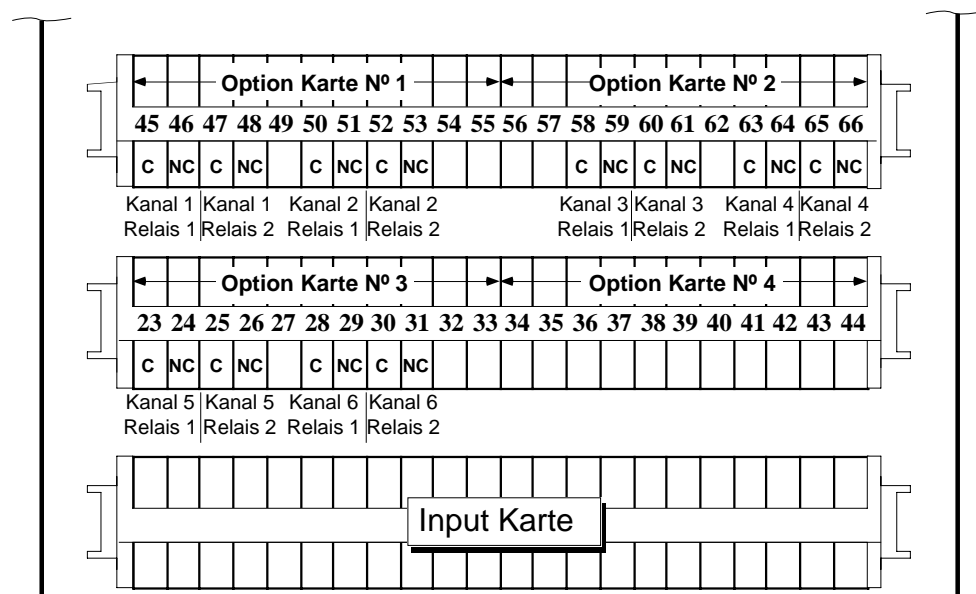 Option Karte Nº 1 Option Karte Nº 2
45 46 47 48 49 50 51 52 53 54 55 56 57 58 59 60 61 62 63 64 65 66
C NC C NC C NC C NC C NC C NC C NC C NC
Kanal 1 Kanal 1 Kanal 2 Kanal 2 Kanal 3 Kanal 3 Kanal 4 Kanal 4
Relais 1 Relais 2 Relais 1 Relais 2 Relais 1 Relais 2 Relais 1 Relais 2
Option Karte Nº 3 Option Karte Nº 4
23 24 25 26 27 28 29 30 31 32 33 34 35 36 37 38 39 40 41 42 43 44
C NC C NC C NC C NC
Kanal 5 Kanal 5 Kanal 6 Kanal 6
Relais 1 Relais 2 Relais 1 Relais 2
Input Karte